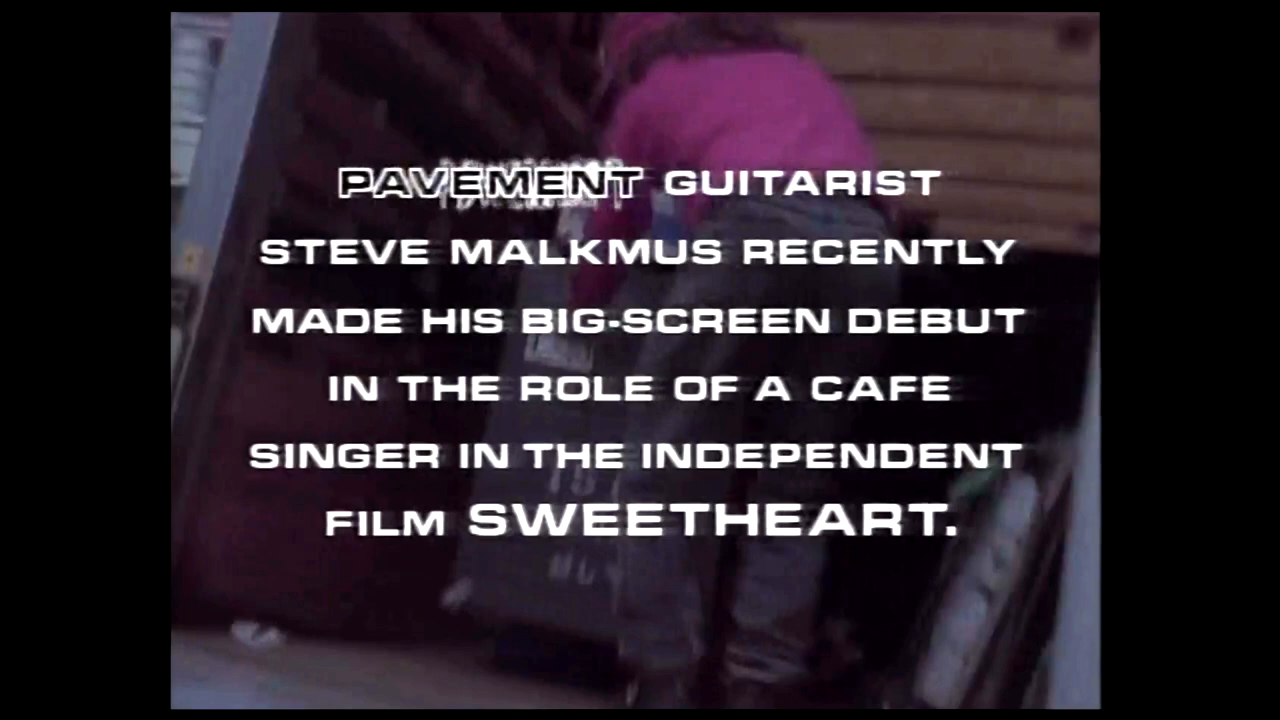 PAVEMENT GUITARIST
STEVE MALKMUS RECENTLY
MADE HIS BIG-SCREEN DEBUT
IN THE ROLE OF A CAFE
SINGER IN THE INDEPENDENT
FILM SWEETHEART.